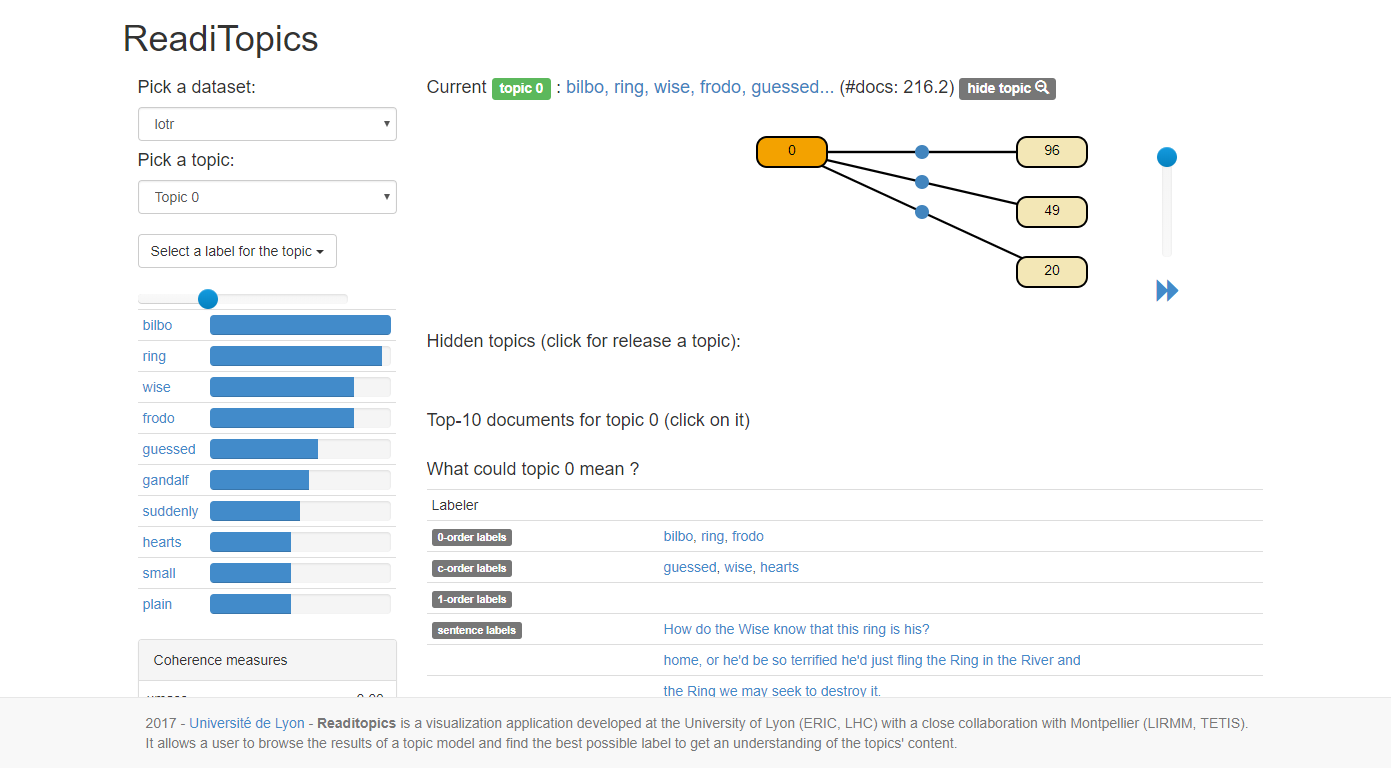 ReadiTopics
Pick a dataset:
lotr
Pick a topic:
Topic 0
Select a label for the topic
bilbo
ring
wise
frodo
guessed
gandalf
suddenly
hearts
small
plain
Coherence measures
Current topic 0 : bilbo, ring, wise, frodo, guessed... (#docs: 216.2) hide topic
0
96
49
20
Hidden topics (click for release a topic):
Top-10 documents for topic 0 (click on it)
What could topic 0 mean ?
Labeler
0-order labels bilbo, ring, frodo
c-order labels guessed, wise, hearts
1-order labels
sentence labels How do the Wise know that this ring is his?
home, or he'd be so terrified he'd just fling the Ring in the River and
the Ring we may seek to destroy it.
2017 - Université de Lyon - Readitopics is a visualization application developed at the University of Lyon (ERIC, LHC) with a close collaboration with Montpellier (LIRMM, TETIS).
It allows a user to browse the results of a topic model and find the best possible label to get an understanding of the topics' content.